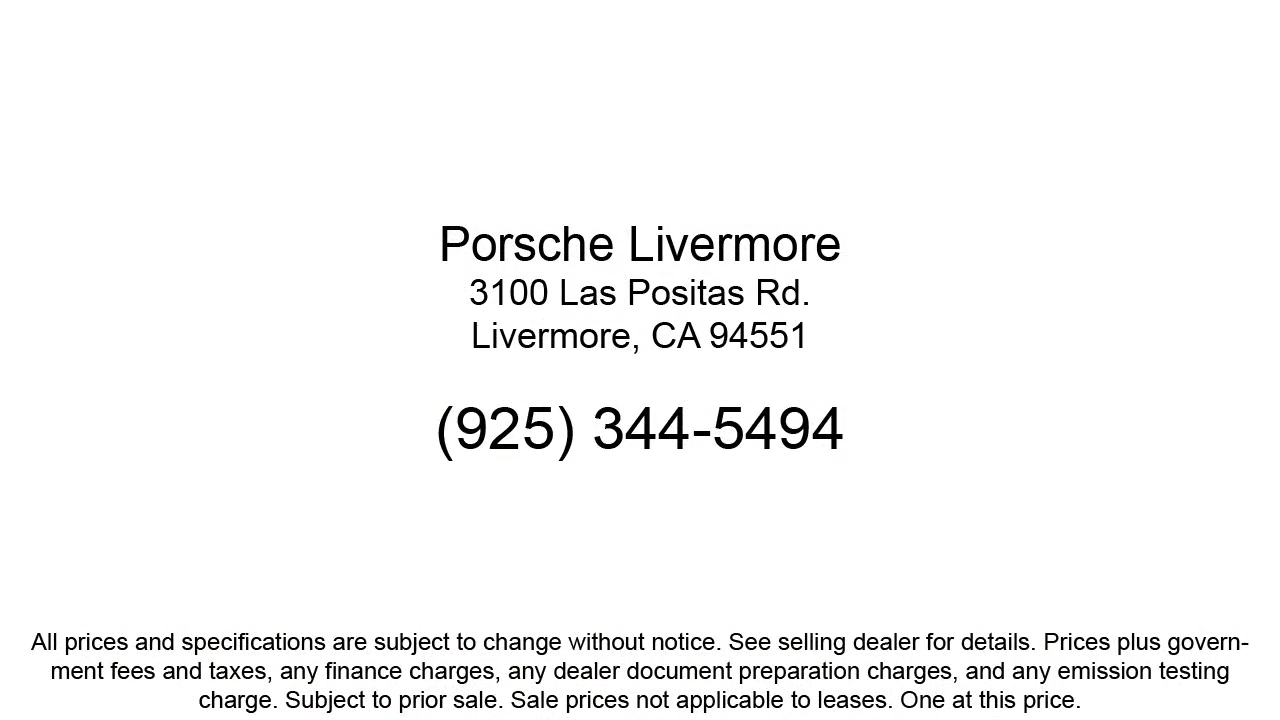 Porsche Livermore
3100 Las Positas Rd.
Livermore, CA 94551
(925) 344-5494
All prices and specifications are subject to change without notice. See selling dealer for details. Prices plus govern-
ment fees and taxes, any finance charges, any dealer document preparation charges, and any emission testing
charge. Subject to prior sale. Sale prices not applicable to leases. One at this price.